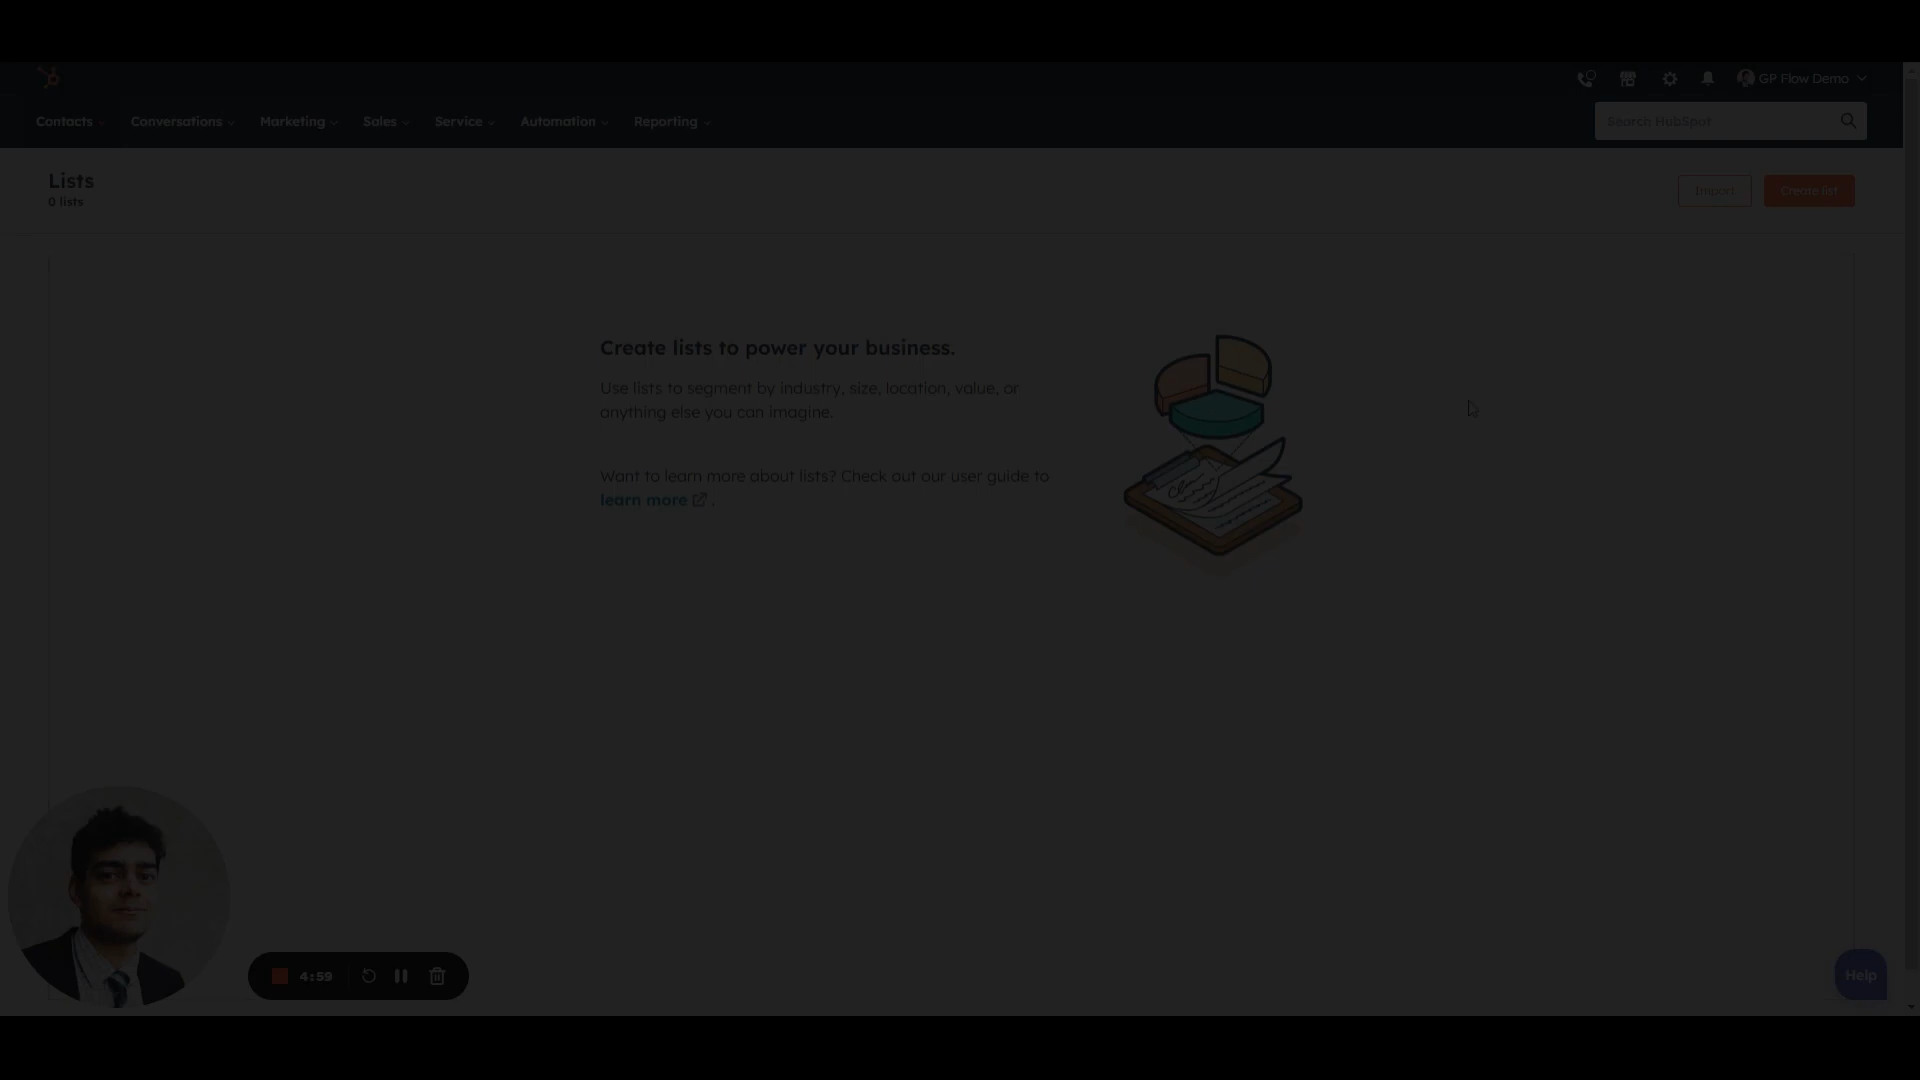 GP Flow Demo
Contacts Conversations Marketing Sales Service Automation Reporting
Search HubSpot
Lists
0 lists
Import Create list
Create lists to power your business.
Use lists to segment by industry, size, location, value, or
anything else you can imagine.
Want to learn more about lists? Check out our user guide to
learn more .
4:59
Help